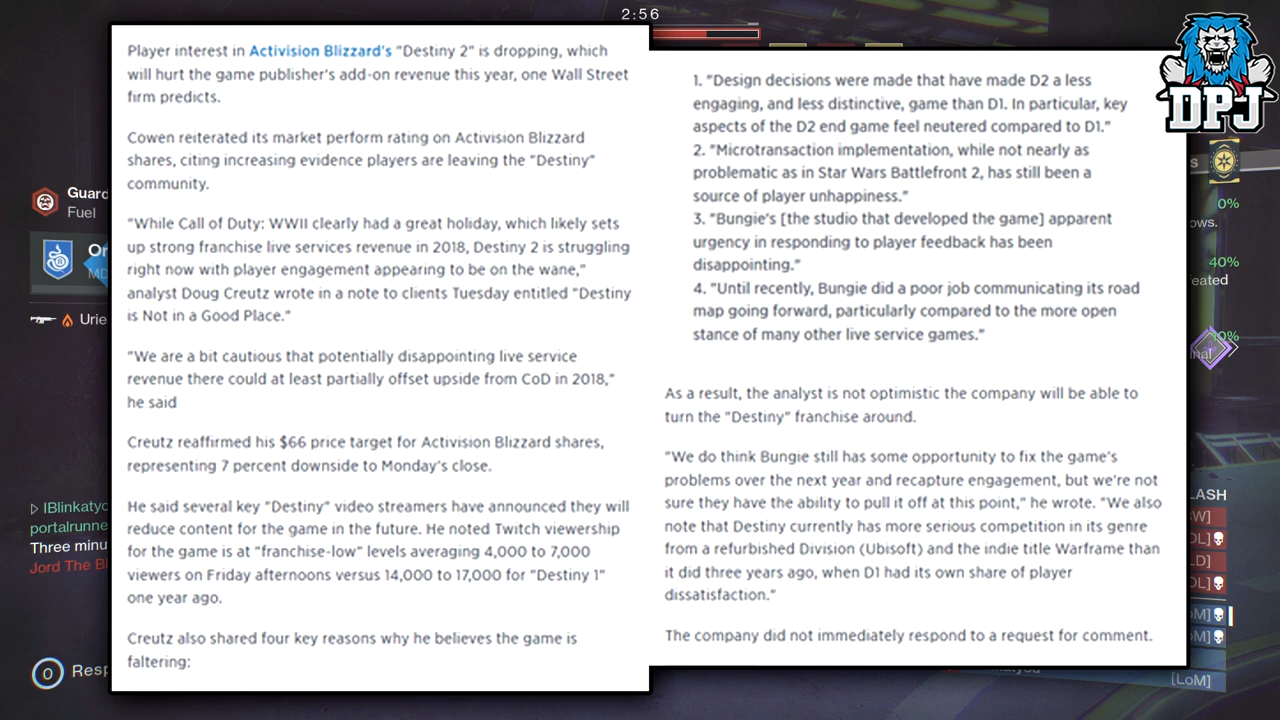 2:56
DPJ
Player interest in Activision Blizzard's "Destiny 2" is dropping, which
will hurt the game publisher's add-on revenue this year, one Wall Street
firm predicts.
Cowen reiterated its market perform rating on Activision Blizzard
shares, citing increasing evidence players are leaving the "Destiny"
community.
"While Call of Duty: WWII clearly had a great holiday, which likely sets
up strong franchise live services revenue in 2018, Destiny 2 is struggling
right now with player engagement appearing to be on the wane,"
analyst Doug Creutz wrote in a note to clients Tuesday entitled "Destiny
is Not in a Good Place."
"We are a bit cautious that potentially disappointing live service
revenue there could at least partially offset upside from CoD in 2018,"
he said
Creutz reaffirmed his $66 price target for Activision Blizzard shares,
representing 7 percent downside to Monday's close.
He said several key "Destiny" video streamers have announced they will
reduce content for the game in the future. He noted Twitch viewership
for the game is at "franchise-low" levels averaging 4,000 to 7,000
viewers on Friday afternoons versus 14,000 to 17,000 for "Destiny 1"
one year ago.
Creutz also shared four key reasons why he believes the game is
faltering:
1. "Design decisions were made that have made D2 a less
engaging, and less distinctive, game than D1. In particular, key
aspects of the D2 end game feel neutered compared to D1."
2. "Microtransaction implementation, while not nearly as
problematic as in Star Wars Battlefront 2, has still been a
source of player unhappiness."
3. "Bungie's [the studio that developed the game] apparent
urgency in responding to player feedback has been
disappointing."
4. "Until recently, Bungie did a poor job communicating its road
map going forward, particularly compared to the more open
stance of many other live service games."
As a result, the analyst is not optimistic the company will be able to
turn the "Destiny" franchise around.
"We do think Bungie still has some opportunity to fix the game's
problems over the next year and recapture engagement, but we're not
sure they have the ability to pull it off at this point," he wrote. "We also
note that Destiny currently has more serious competition in its genre
from a refurbished Division (Ubisoft) and the indie title Warframe than
it did three years ago, when D1 had its own share of player
dissatisfaction."
The company did not immediately respond to a request for comment.
Guard
Fuel
Urie
IBlinkatyo
portalrunne
Three minu
Jord The Bl
0 Resp
0%
ows.
40%
eated
LASH
[LoM]